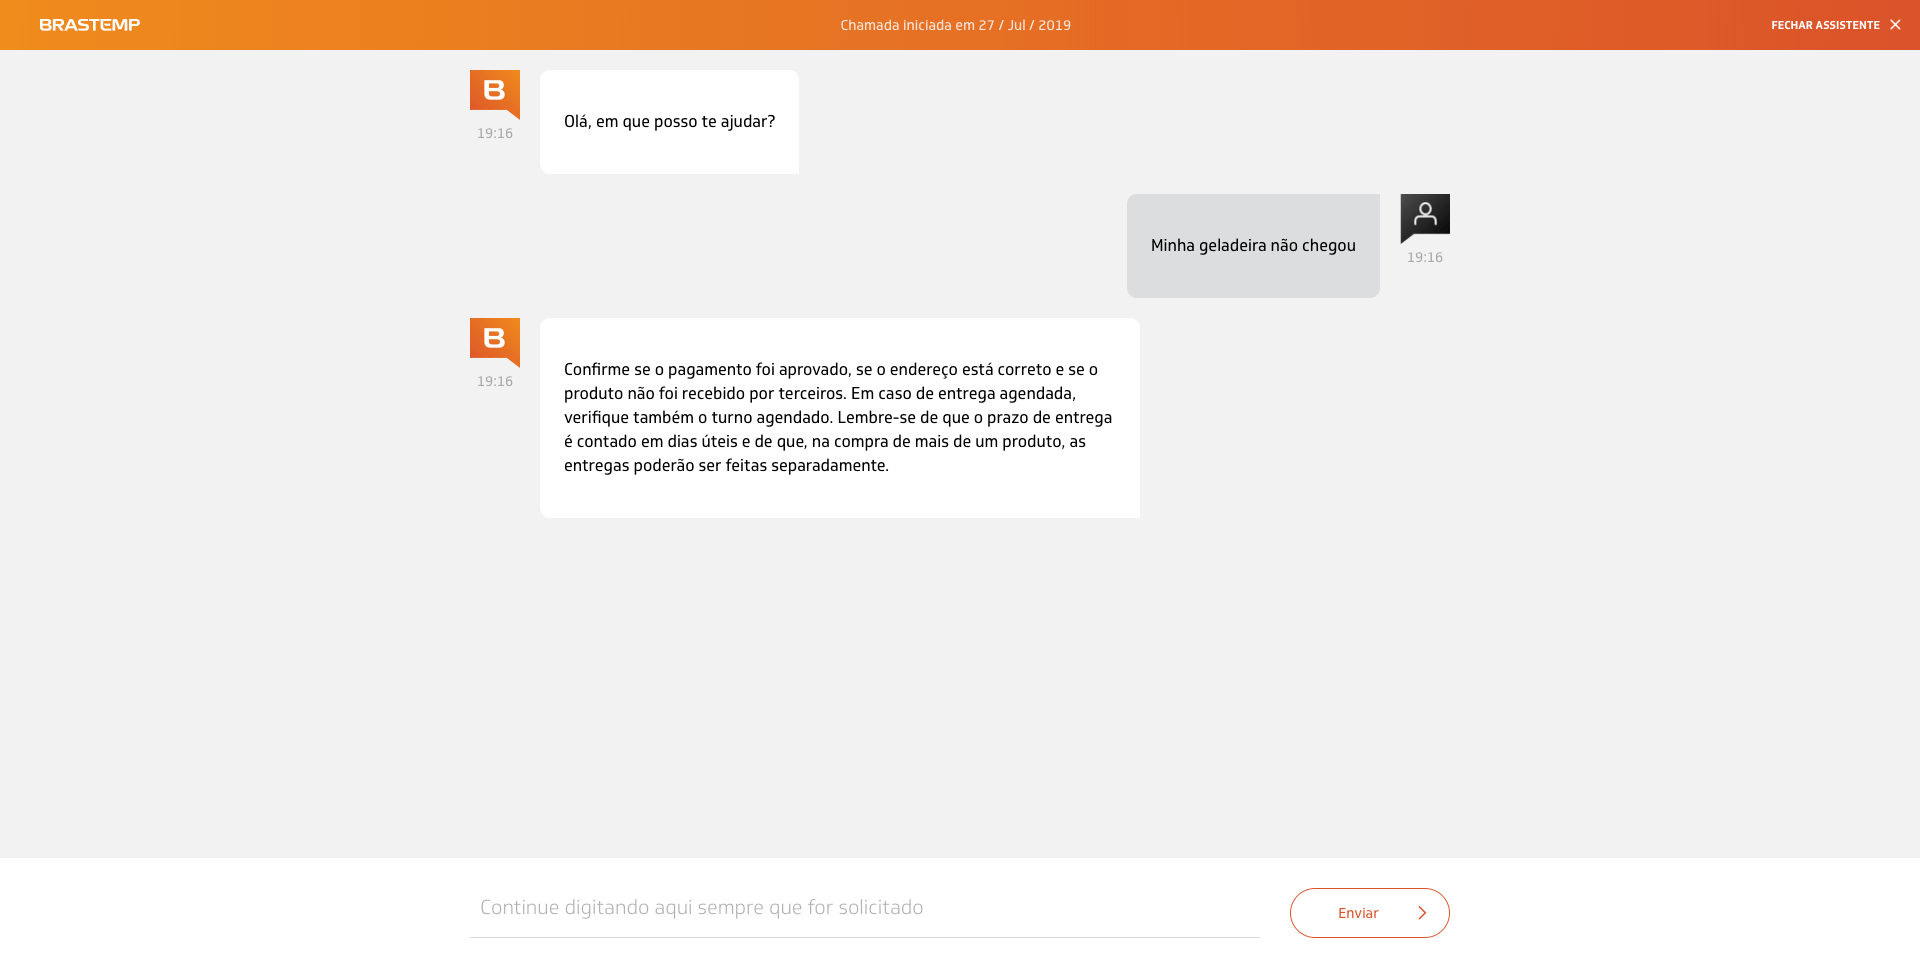 BRASTEMP
Chamada iniciada em 27 / Jul / 2019
FECHAR ASSISTENTE
B
19:16
Olá, em que posso te ajudar?
Minha geladeira não chegou
19:16
B
19:16
Confirme se o pagamento foi aprovado, se o endereço está correto e se o
produto não foi recebido por terceiros. Em caso de entrega agendada,
verifique também o turno agendado. Lembre-se de que o prazo de entrega
é contado em dias úteis e de que, na compra de mais de um produto, as
entregas poderão ser feitas separadamente.
Continue digitando aqui sempre que for solicitado
Enviar